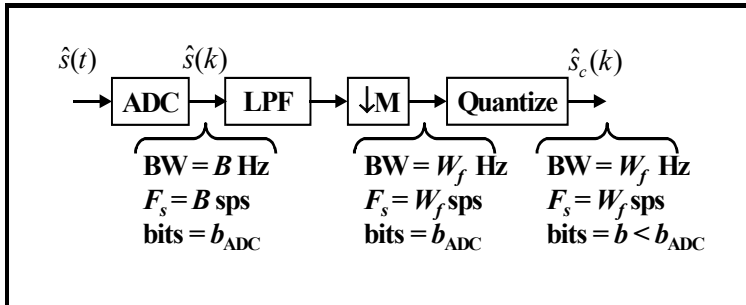 ŝ(t) ŝ(k) ŝ_c(k)
ADC LPF ↓M Quantize
BW = B Hz BW = W_f Hz BW = W_f Hz
F_s = B sps F_s = W_f sps F_s = W_f sps
bits = b_ADC bits = b_ADC bits = b < b_ADC